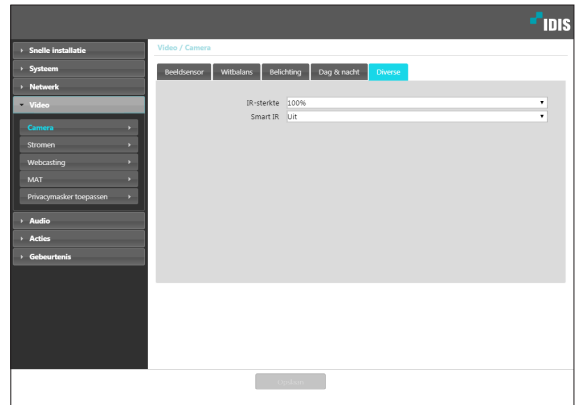 IDIS
Snelle installatie
Systeem
Netwerk
Video
Camera
Stromen
Webcasting
MAT
Privacymasker toepassen
Audio
Acties
Gebeurtenis
Video / Camera
Beeldsensor Witbalans Belichting Dag & nacht Diverse
IR-sterkte 100%
Smart IR Uit